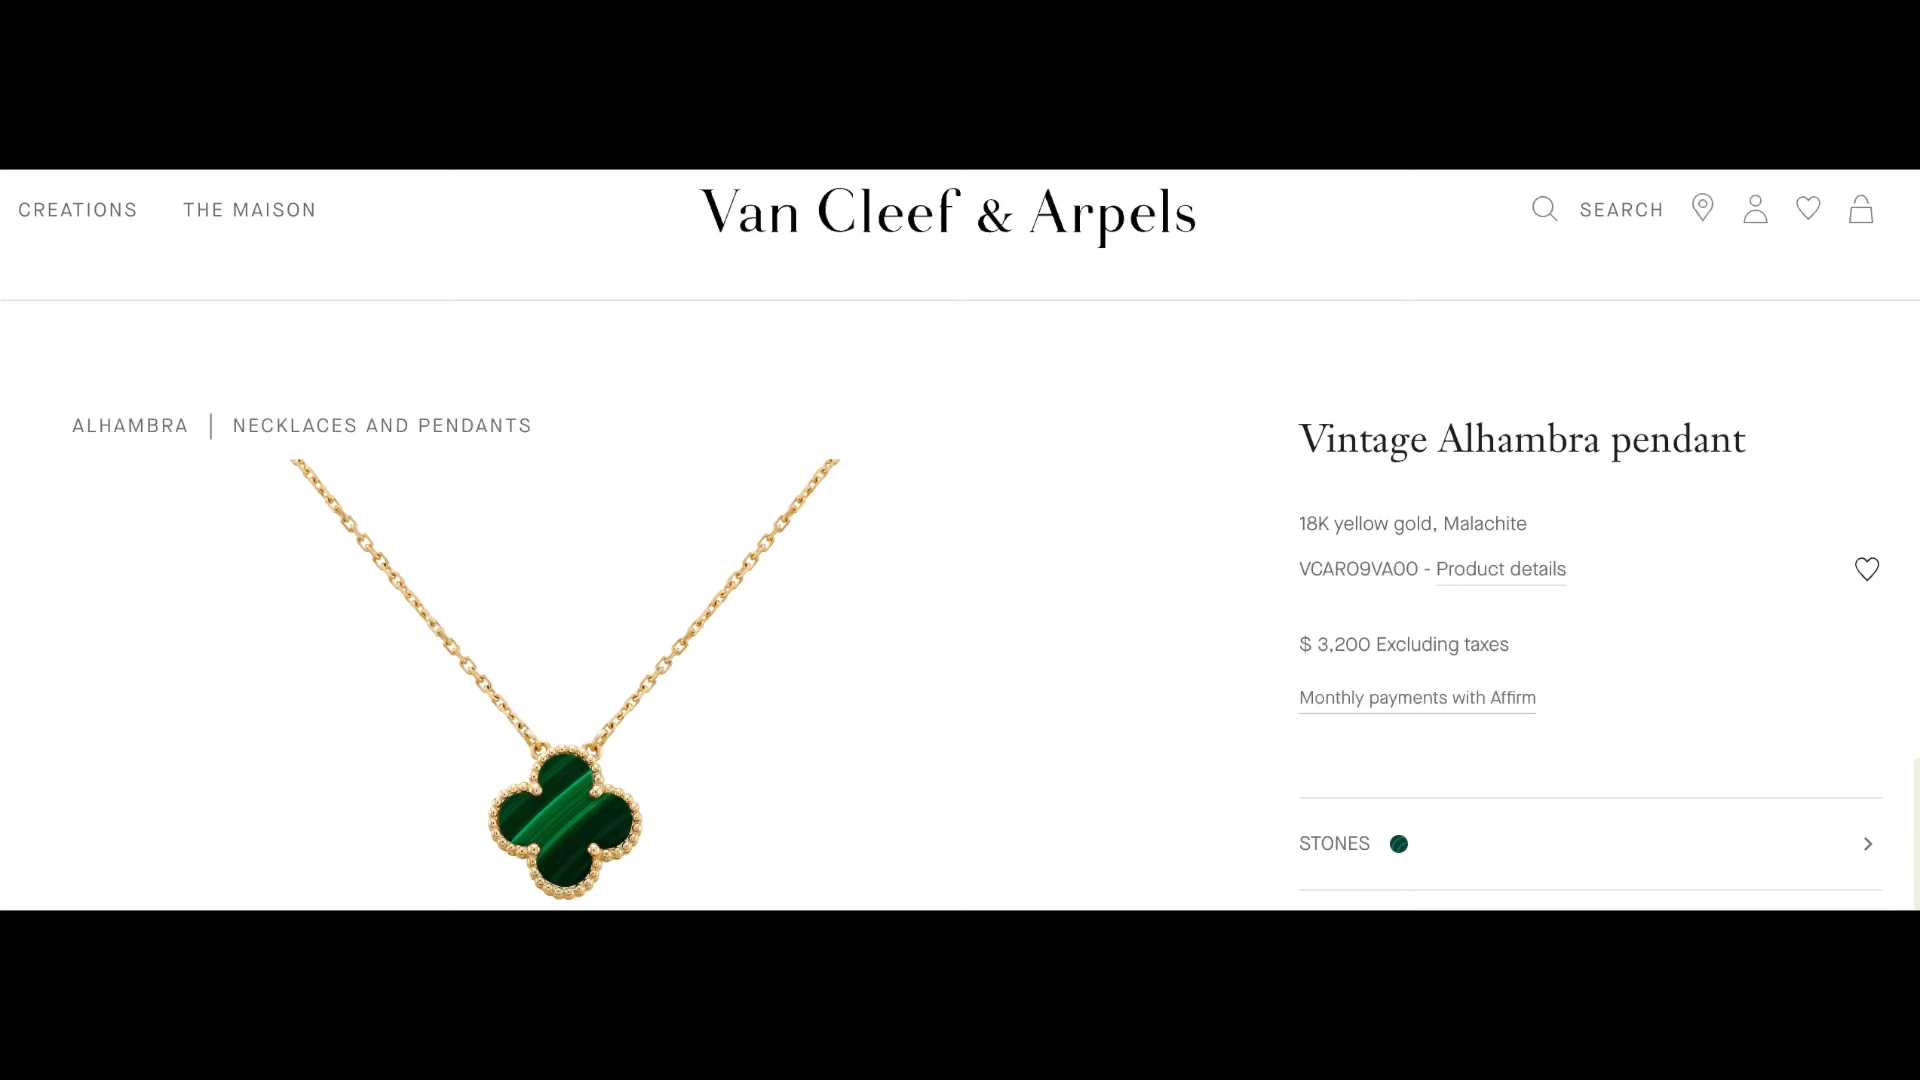 CREATIONS THE MAISON Van Cleef & Arpels SEARCH
ALHAMBRA | NECKLACES AND PENDANTS
Vintage Alhambra pendant
18K yellow gold, Malachite
VCARO9VA00 - Product details
$ 3,200 Excluding taxes
Monthly payments with Affirm
STONES